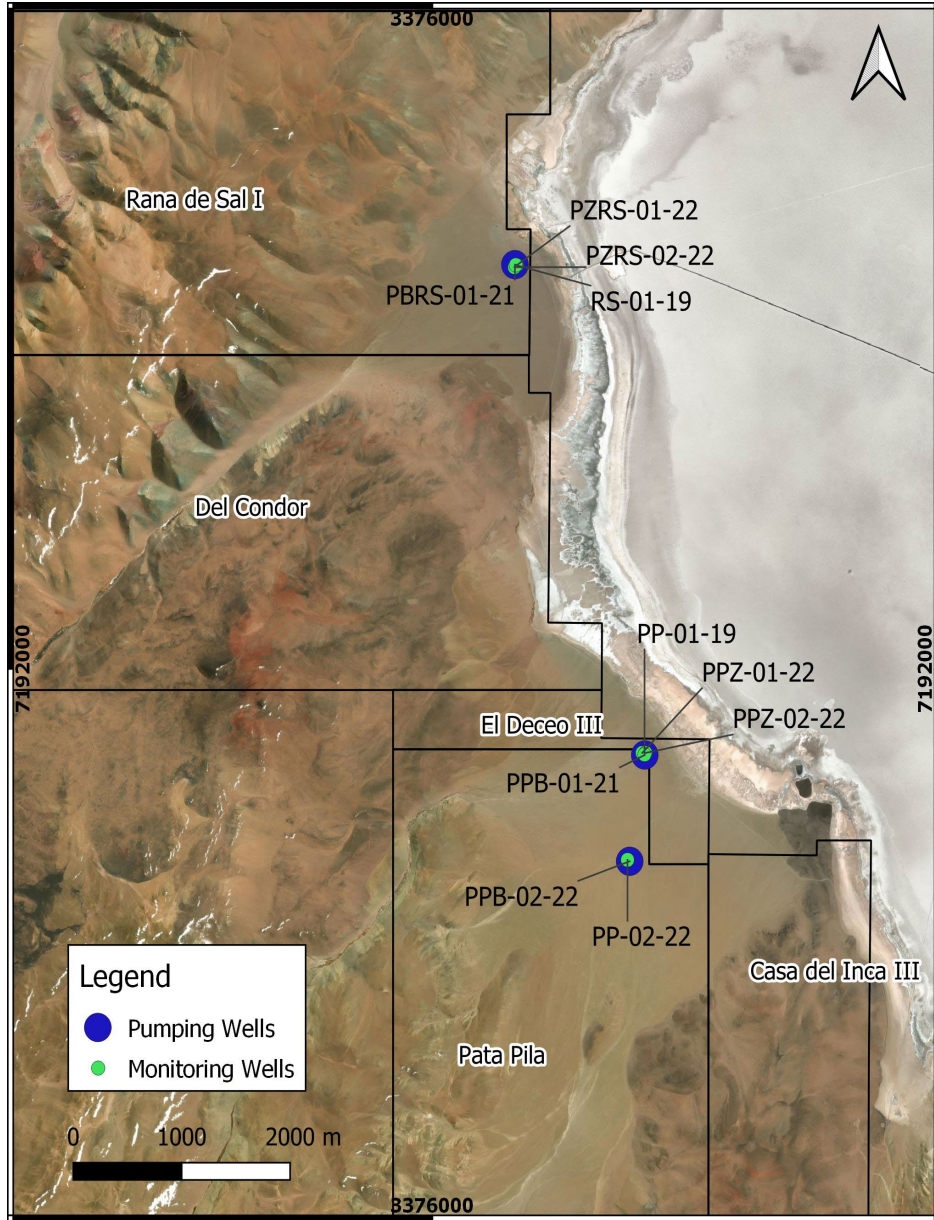 3376000
Rana de Sal I
PZRS-01-22
PZRS-02-22
PBRS-01-21
RS-01-19
Del Condor
7192000
7192000
PP-01-19
PPZ-01-22
PPZ-02-22
El Deceo III
PPB-01-21
PPB-02-22
PP-02-22
Casa del Inca III
Legend
Pumping Wells
Monitoring Wells
Pata Pila
0 1000 2000 m
3376000